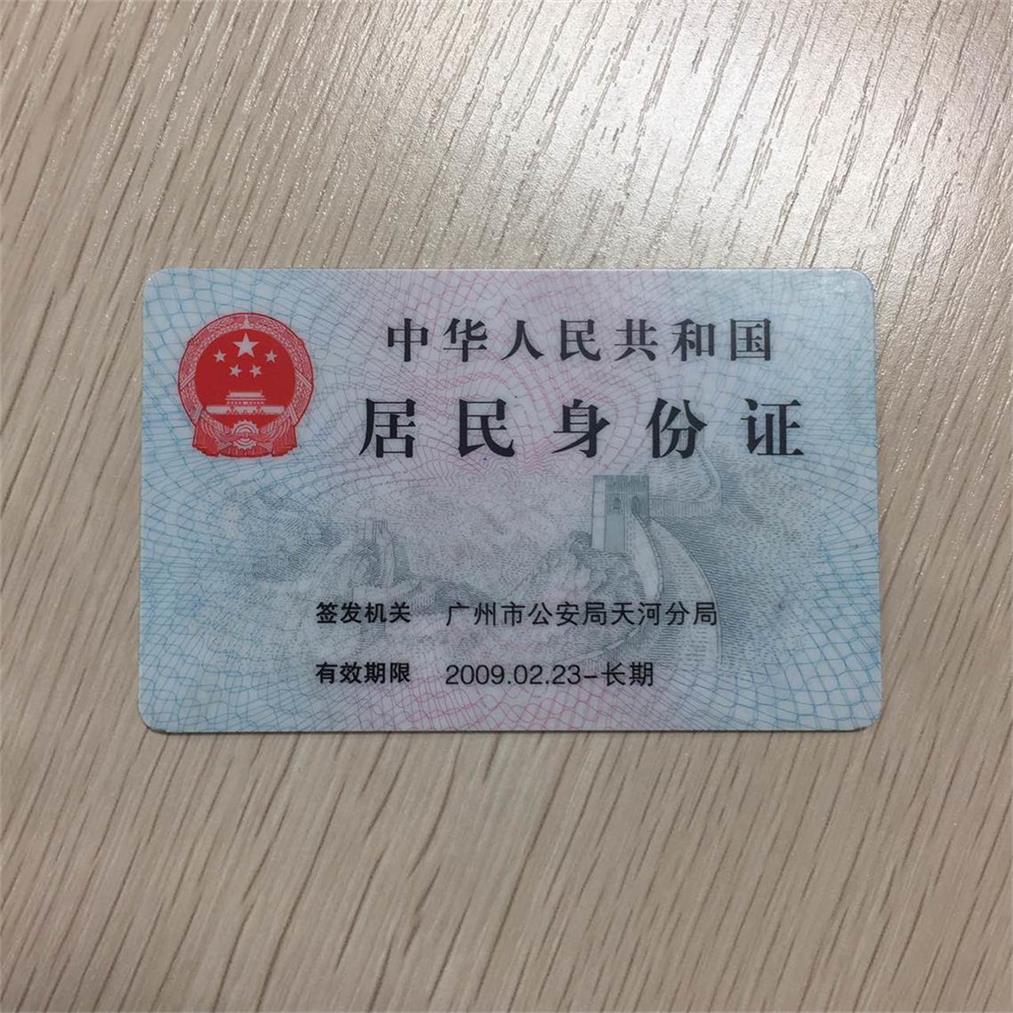 中华人民共和国
居民身份证
签发机关 广州市公安局天河分局
有效期限 2009.02.23-长期